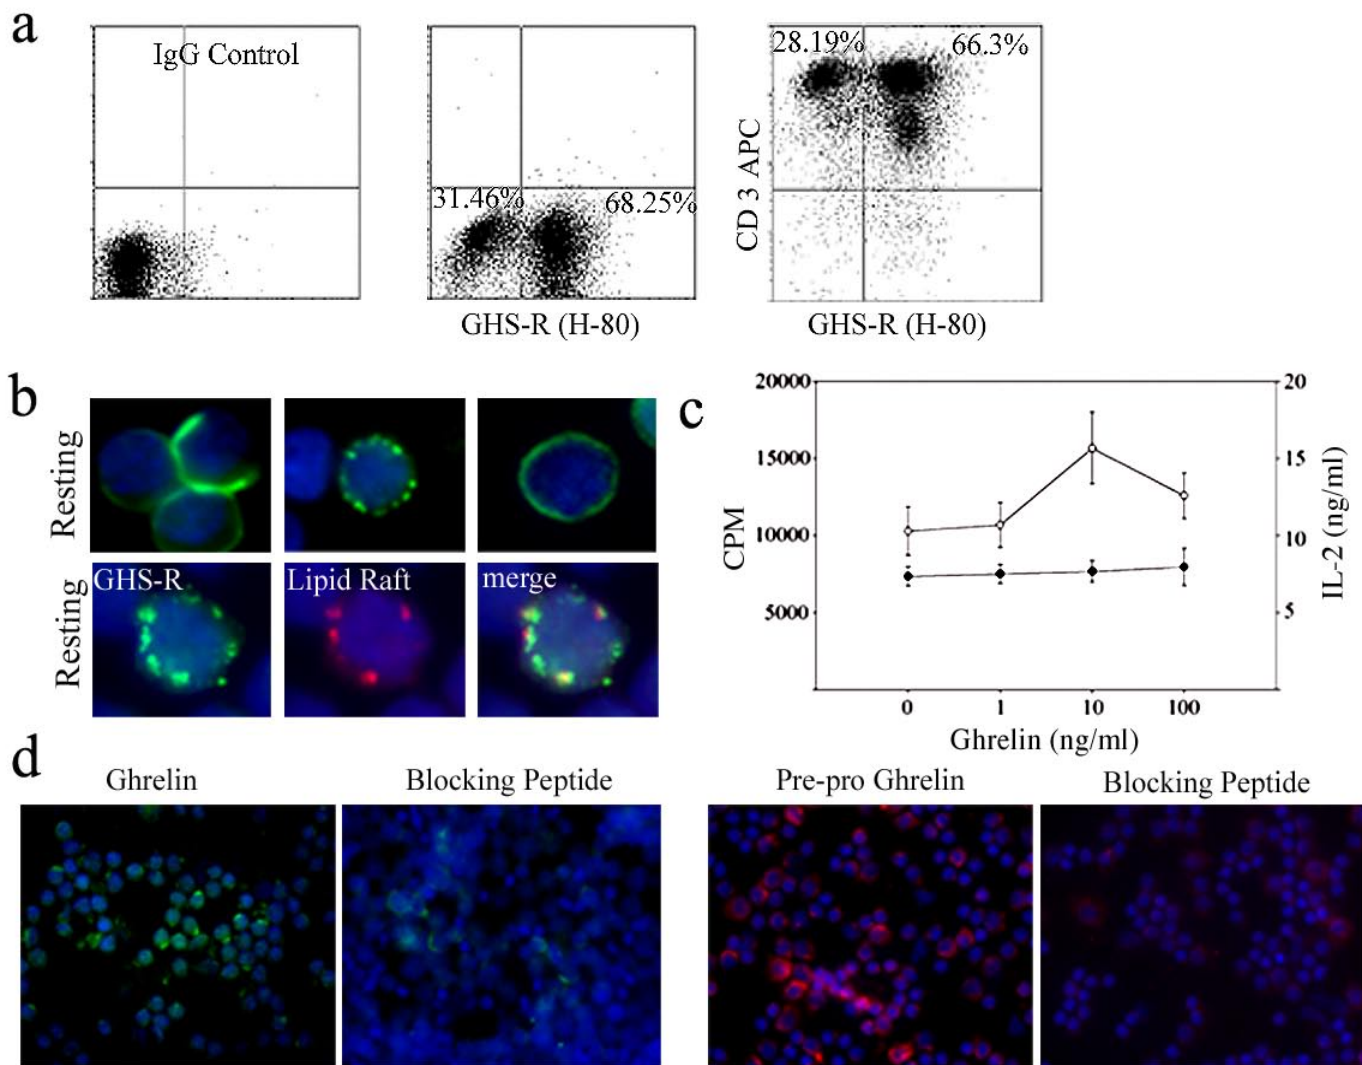 a
IgG Control
31.46%
68.25%
GHS-R (H-80)
28.19%
66.3%
CD 3 APC
GHS-R (H-80)
b
Resting
Resting
GHS-R
Lipid Raft
merge
c
20000
15000
10000
5000
CPM
20
15
10
5
IL-2 (ng/ml)
0 1 10 100
Ghrelin (ng/ml)
d
Ghrelin
Blocking Peptide
Pre-pro Ghrelin
Blocking Peptide